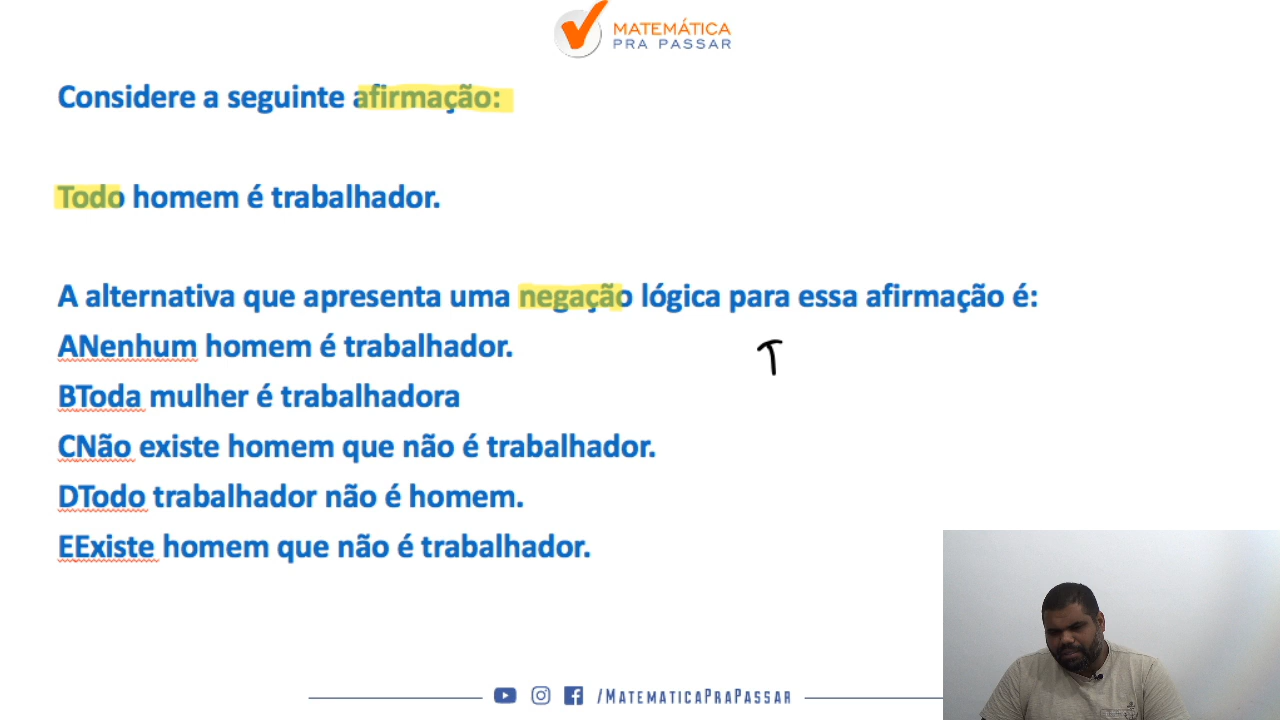 MATEMÁTICA
PRA PASSAR
Considere a seguinte afirmação:
Todo homem é trabalhador.
A alternativa que apresenta uma negação lógica para essa afirmação é:
ANenhum homem é trabalhador.
T
BToda mulher é trabalhadora
CNão existe homem que não é trabalhador.
DTodo trabalhador não é homem.
EExiste homem que não é trabalhador.
/MATEMATICAPRAPASSAR